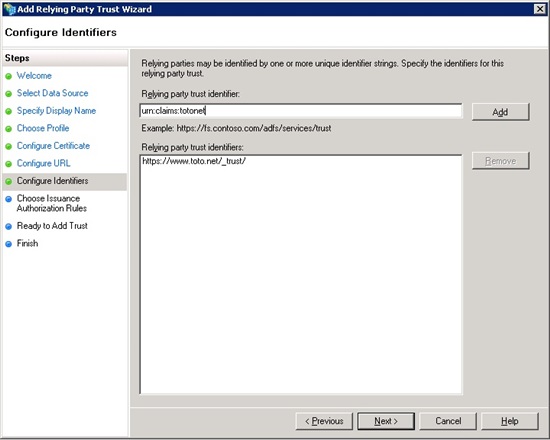 Add Relying Party Trust Wizard
Configure Identifiers
Steps
Welcome
Select Data Source
Specify Display Name
Choose Profile
Configure Certificate
Configure URL
Configure Identifiers
Choose Issuance
Authorization Rules
Ready to Add Trust
Finish
Relying parties may be identified by one or more unique identifier strings. Specify the identifiers for this
relying party trust.
Relying party trust identifier:
urn:claims:totonet
Add
Example: https://fs.contoso.com/adfs/services/trust
Relying party trust identifiers:
https://www.toto.net/_trust/
Remove
< Previous
Next >
Cancel
Help